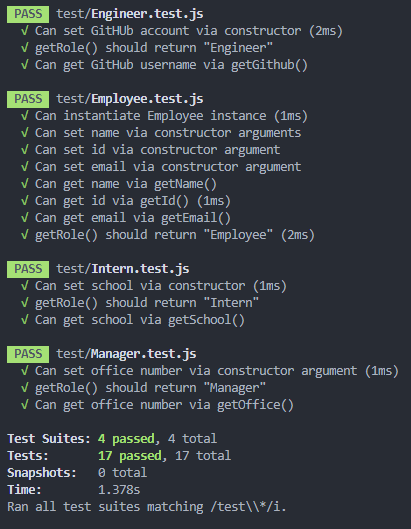 PASS test/Engineer.test.js
√ Can set GitHUb account via constructor (2ms)
√ getRole() should return "Engineer"
√ Can get GitHub username via getGithub()
PASS test/Employee.test.js
√ Can instantiate Employee instance (1ms)
√ Can set name via constructor arguments
√ Can set id via constructor argument
√ Can set email via constructor argument
√ Can get name via getName()
√ Can get id via getId() (1ms)
√ Can get email via getEmail()
√ getRole() should return "Employee" (2ms)
PASS test/Intern.test.js
√ Can set school via constructor (1ms)
√ getRole() should return "Intern"
√ Can get school via getSchool()
PASS test/Manager.test.js
√ Can set office number via constructor argument (1ms)
√ getRole() should return "Manager"
√ Can get office number via getOffice()
Test Suites: 4 passed, 4 total
Tests: 17 passed, 17 total
Snapshots: 0 total
Time: 1.378s
Ran all test suites matching /test\\*/i.